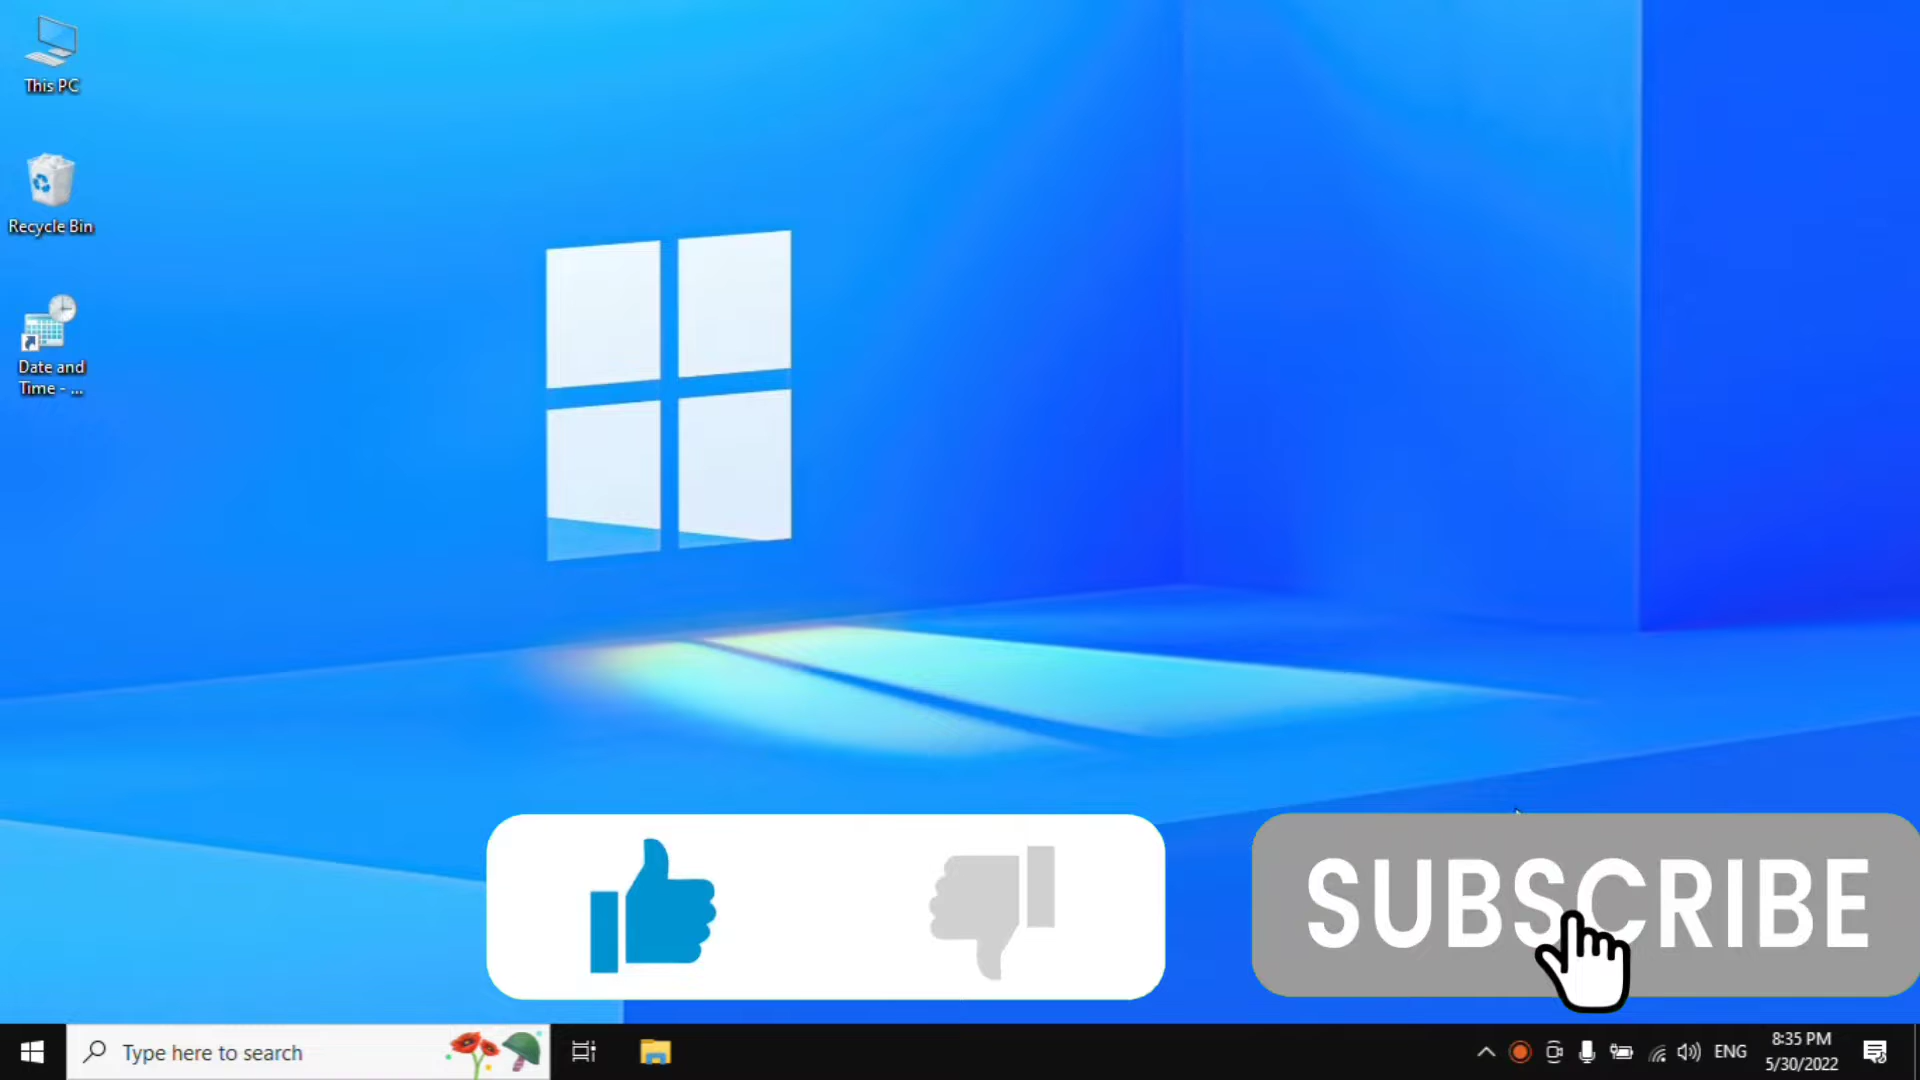 This PC
Recycle Bin
Date and
Time - ...
SUBSCRIBE
Type here to search
ENG
8:35 PM
5/30/2022